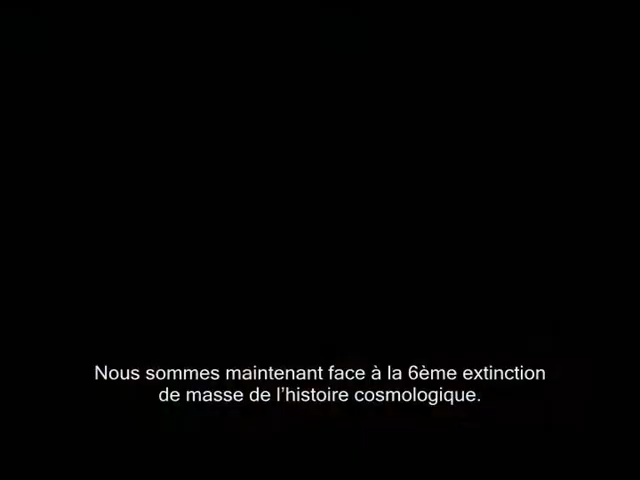 Nous sommes maintenant face à la 6ème extinction
de masse de l’histoire cosmologique.